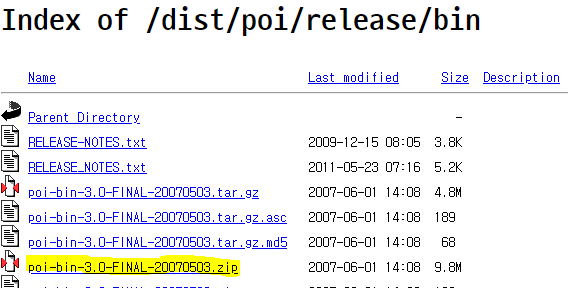 Index of /dist/poi/release/bin
Name Last modified Size Description
Parent Directory -
RELEASE-NOTES.txt 2009-12-15 08:05 3.8K
RELEASE_NOTES.txt 2011-05-23 07:16 5.2K
poi-bin-3.0-FINAL-20070503.tar.gz 2007-06-01 14:08 4.8M
poi-bin-3.0-FINAL-20070503.tar.gz.asc 2007-06-01 14:08 189
poi-bin-3.0-FINAL-20070503.tar.gz.md5 2007-06-01 14:08 68
poi-bin-3.0-FINAL-20070503.zip 2007-06-01 14:08 9.8M